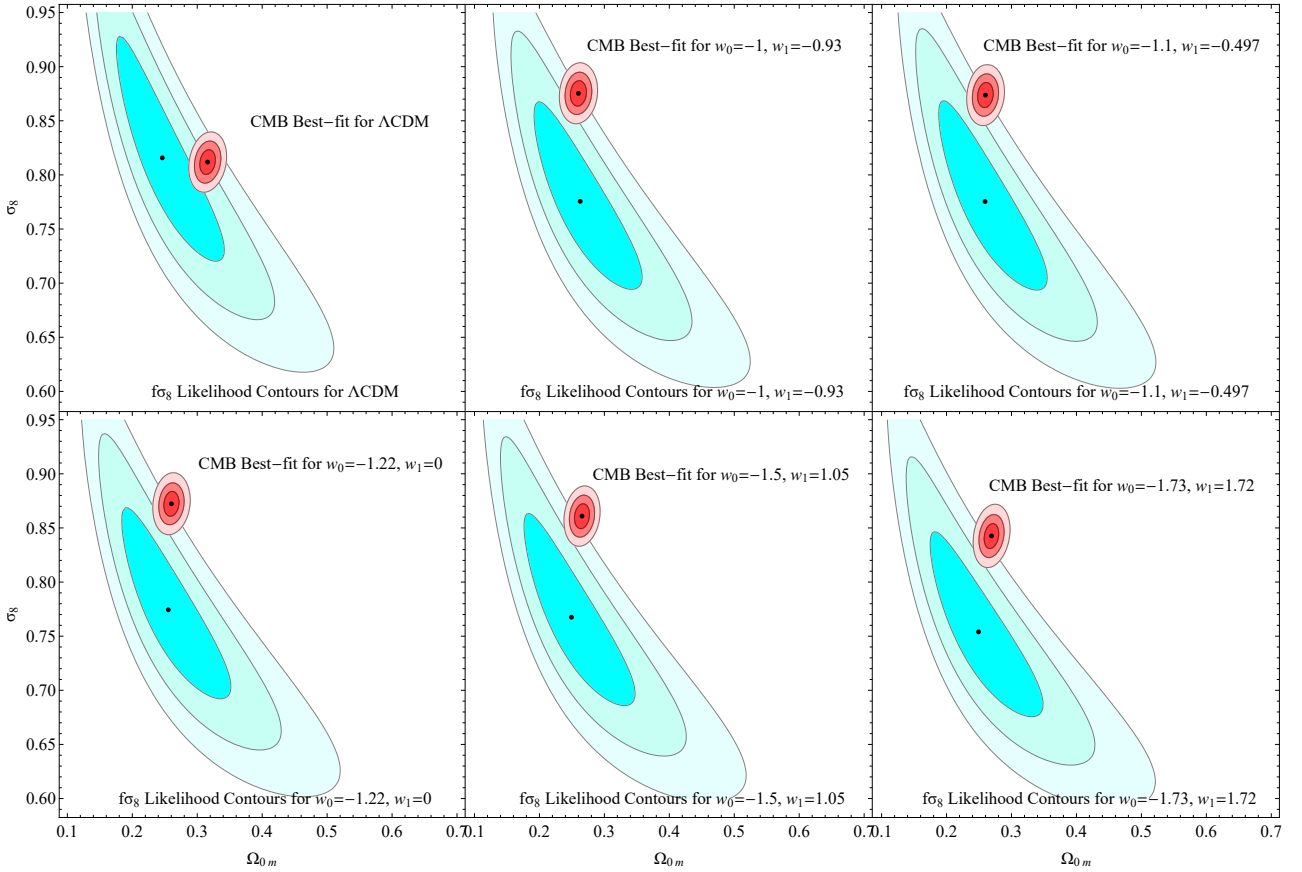 0.95
0.90
0.85
0.80
0.75
0.70
0.65
0.60
σ8
CMB Best−fit for ΛCDM
fσ8 Likelihood Contours for ΛCDM
CMB Best−fit for w0=−1, w1=−0.93
fσ8 Likelihood Contours for w0=−1, w1=−0.93
CMB Best−fit for w0=−1.1, w1=−0.497
fσ8 Likelihood Contours for w0=−1.1, w1=−0.497
0.95
0.90
0.85
0.80
0.75
0.70
0.65
0.60
σ8
CMB Best−fit for w0=−1.22, w1=0
fσ8 Likelihood Contours for w0=−1.22, w1=0
CMB Best−fit for w0=−1.5, w1=1.05
fσ8 Likelihood Contours for w0=−1.5, w1=1.05
CMB Best−fit for w0=−1.73, w1=1.72
fσ8 Likelihood Contours for w0=−1.73, w1=1.72
0.1 0.2 0.3 0.4 0.5 0.6 0.7
0.2 0.3 0.4 0.5 0.6 0.7
0.1 0.2 0.3 0.4 0.5 0.6 0.7
Ω0 m
Ω0 m
Ω0 m